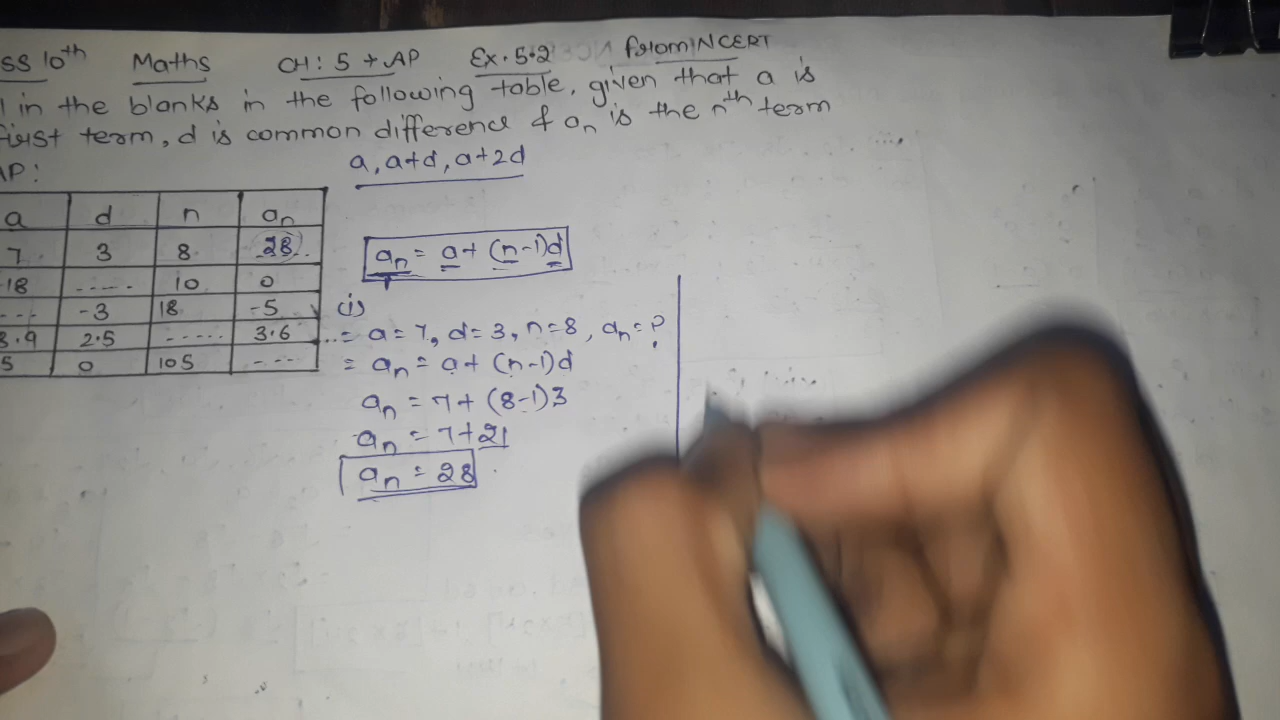 ss 10th Maths CH: 5 + AP Ex. 5.2 from NCERT
l in the blanks in the following table, given that a is
first term, d is common difference & an is the nth term
AP:
a, a+d, a+2d
a d n an
7 3 8 28
-18 ..... 10 0
--- -3 18 -5
3.9 2.5 ..... 3.6
5 0 105 ---
an = a + (n-1)d
(i)
= a = 7, d = 3, n = 8, an = ?
= an = a + (n-1)d
an = 7 + (8-1)3
an = 7+21
an = 28